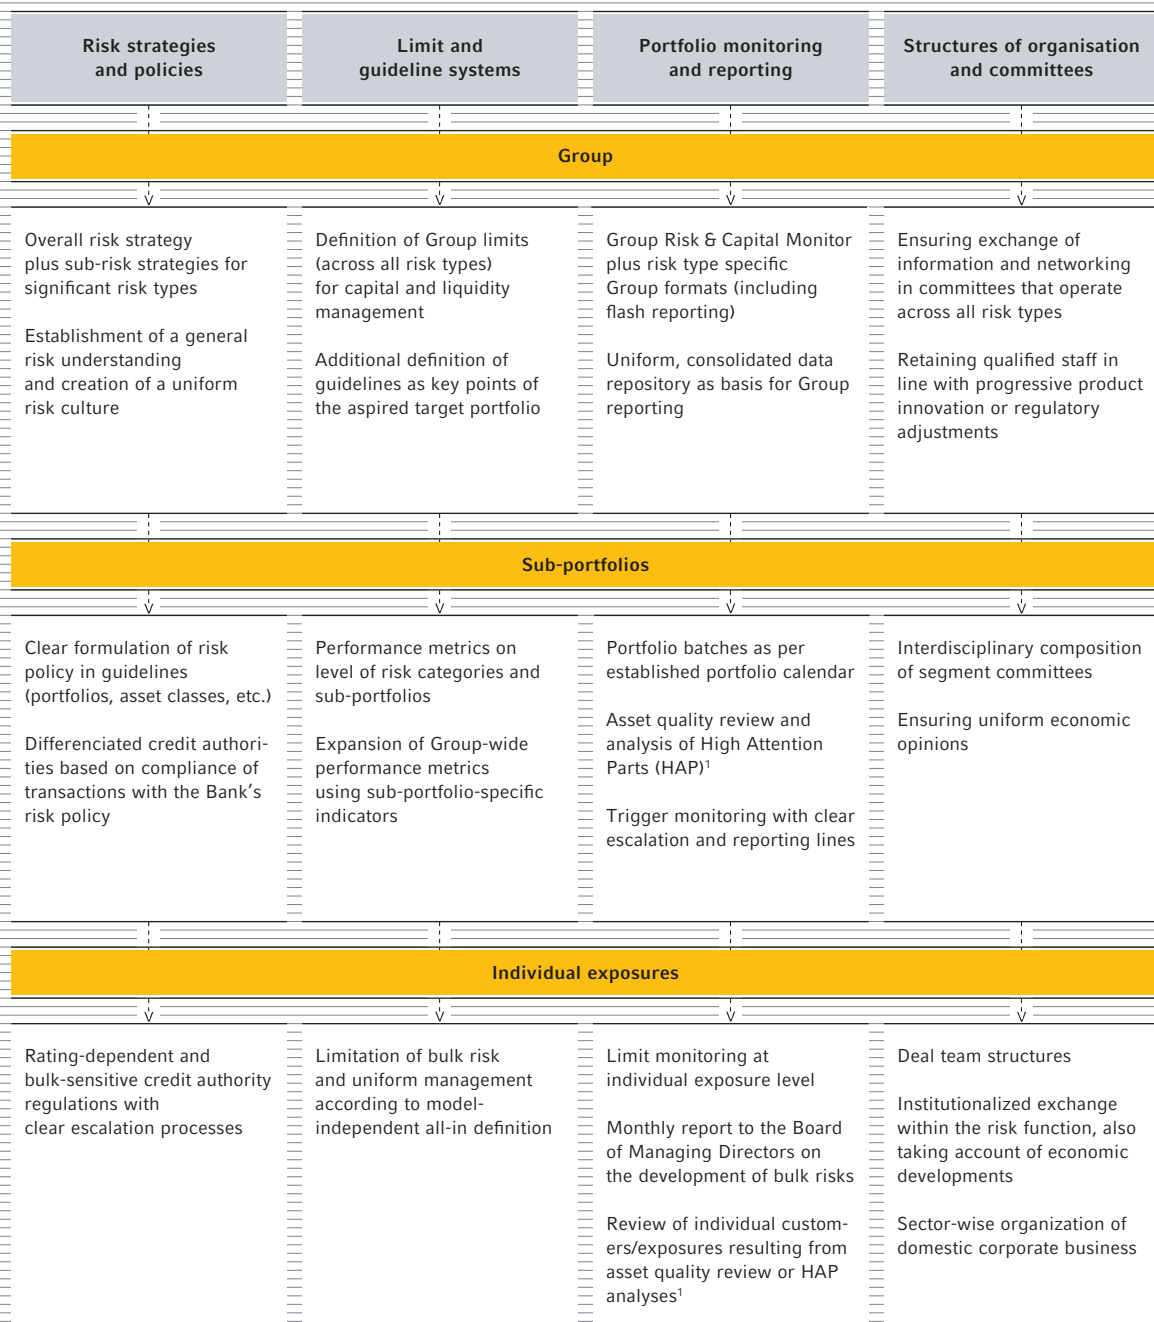 Risk strategies
and policies
Limit and
guideline systems
Portfolio monitoring
and reporting
Structures of organisation
and committees
Group
Overall risk strategy
plus sub-risk strategies for
significant risk types
Establishment of a general
risk understanding
and creation of a uniform
risk culture
Definition of Group limits
(across all risk types)
for capital and liquidity
management
Additional definition of
guidelines as key points of
the aspired target portfolio
Group Risk & Capital Monitor
plus risk type specific
Group formats (including
flash reporting)
Uniform, consolidated data
repository as basis for Group
reporting
Ensuring exchange of
information and networking
in committees that operate
across all risk types
Retaining qualified staff in
line with progressive product
innovation or regulatory
adjustments
Sub-portfolios
Clear formulation of risk
policy in guidelines
(portfolios, asset classes, etc.)
Differenciated credit authori-
ties based on compliance of
transactions with the Bank’s
risk policy
Performance metrics on
level of risk categories and
sub-portfolios
Expansion of Group-wide
performance metrics
using sub-portfolio-specific
indicators
Portfolio batches as per
established portfolio calendar
Asset quality review and
analysis of High Attention
Parts (HAP)¹
Trigger monitoring with clear
escalation and reporting lines
Interdisciplinary composition
of segment committees
Ensuring uniform economic
opinions
Individual exposures
Rating-dependent and
bulk-sensitive credit authority
regulations with
clear escalation processes
Limitation of bulk risk
and uniform management
according to model-
independent all-in definition
Limit monitoring at
individual exposure level
Monthly report to the Board
of Managing Directors on
the development of bulk risks
Review of individual custom-
ers/exposures resulting from
asset quality review or HAP
analyses¹
Deal team structures
Institutionalized exchange
within the risk function, also
taking account of economic
developments
Sector-wise organization of
domestic corporate business